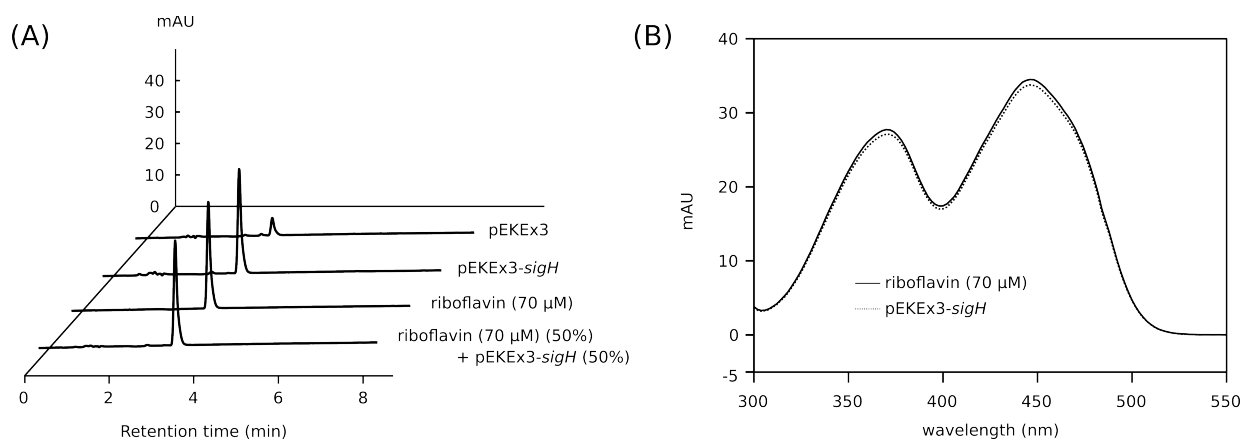 (A)
mAU
40
30
20
10
0
pEKEx3
pEKEx3-sigH
riboflavin (70 µM)
riboflavin (70 µM) (50%)
+ pEKEx3-sigH (50%)
0 2 4 6 8
Retention time (min)
(B)
mAU
40
30
20
10
0
-5
riboflavin (70 µM)
pEKEx3-sigH
300 350 400 450 500 550
wavelength (nm)